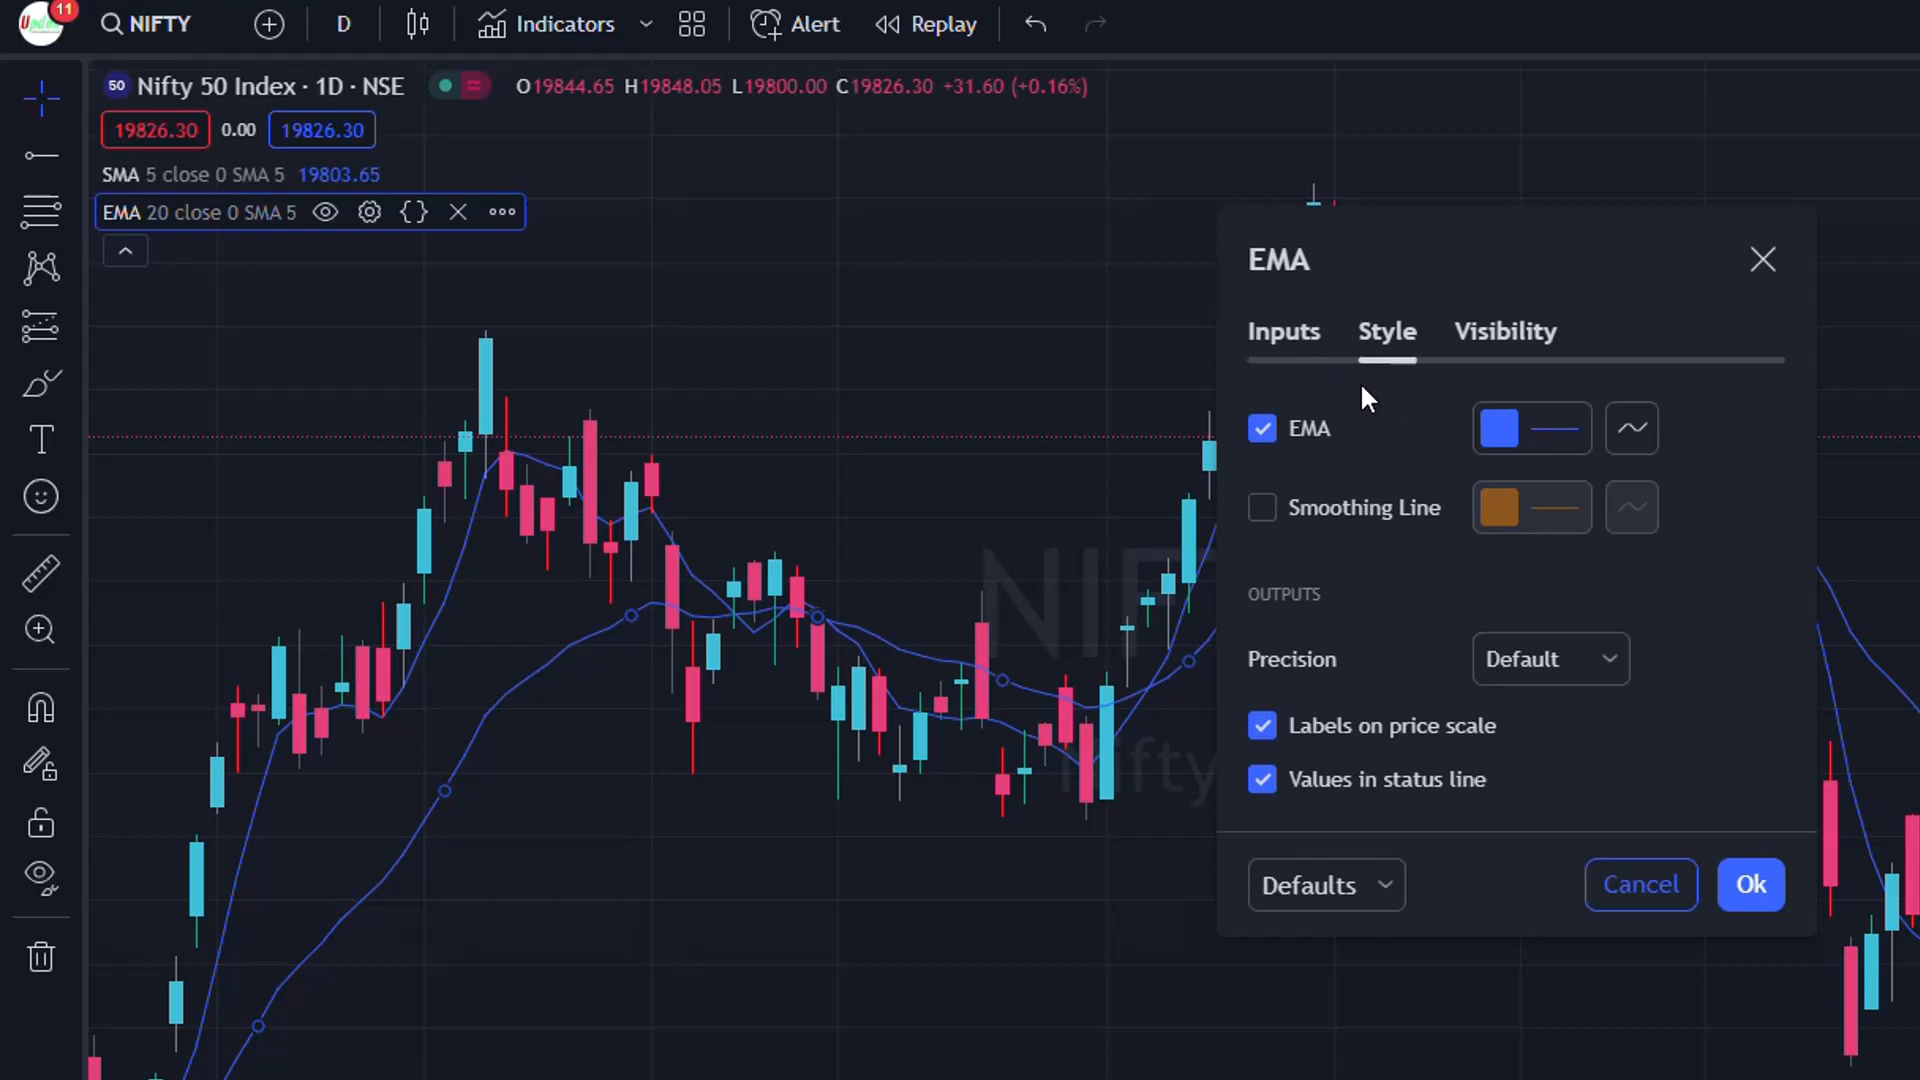 11
NIFTY
D
Indicators
Alert
Replay
50 Nifty 50 Index · 1D · NSE
O19844.65 H19848.05 L19800.00 C19826.30 +31.60 (+0.16%)
19826.30 0.00 19826.30
SMA 5 close 0 SMA 5 19803.65
EMA 20 close 0 SMA 5
EMA
Inputs Style Visibility
EMA
Smoothing Line
OUTPUTS
Precision Default
Labels on price scale
Values in status line
Defaults
Cancel
Ok
NIF
Nifty